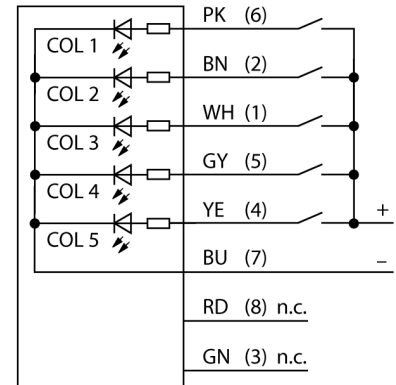 PK (6)
COL 1
BN (2)
COL 2
WH (1)
COL 3
GY (5)
COL 4
YE (4)
+
COL 5
BU (7)
–
RD (8) n.c.
GN (3) n.c.